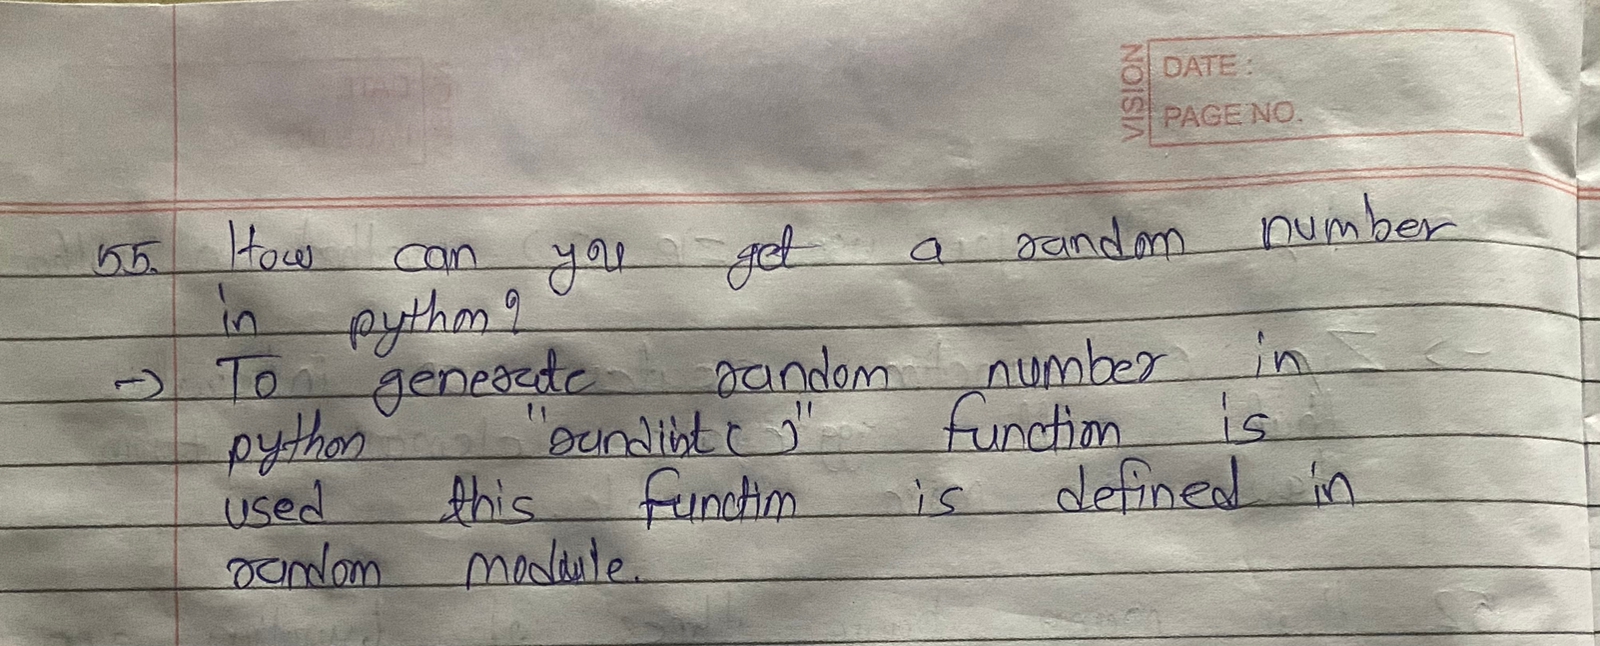 VISION
DATE :
PAGE NO.
55. How can you get a random number
in python?
→ To generate random number in
python "randint()" function is
used this function is defined in
random module.